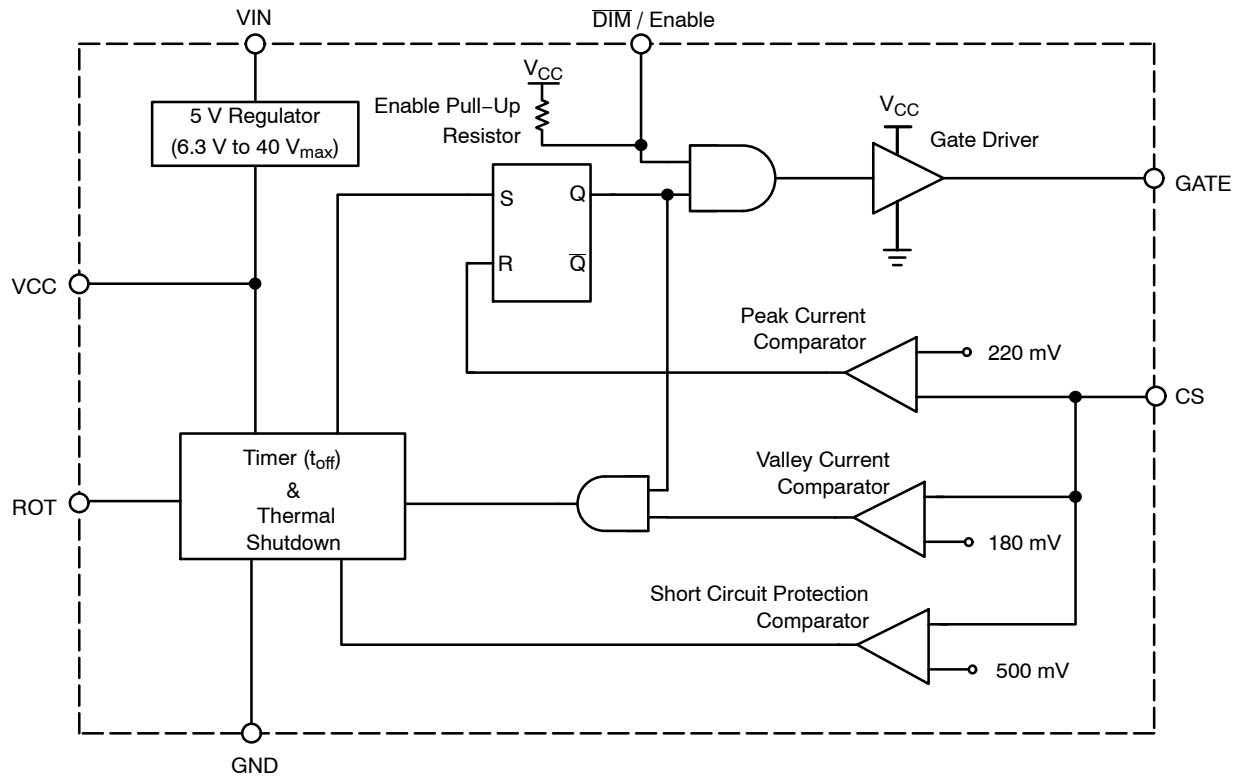 VIN
D̅I̅M̅ / Enable
5 V Regulator
(6.3 V to 40 Vmax)
Enable Pull−Up
Resistor
VCC
VCC
Gate Driver
GATE
S
Q
R
Q̅
VCC
Peak Current
Comparator
220 mV
CS
Timer (toff)
&
Thermal
Shutdown
ROT
Valley Current
Comparator
180 mV
Short Circuit Protection
Comparator
500 mV
GND